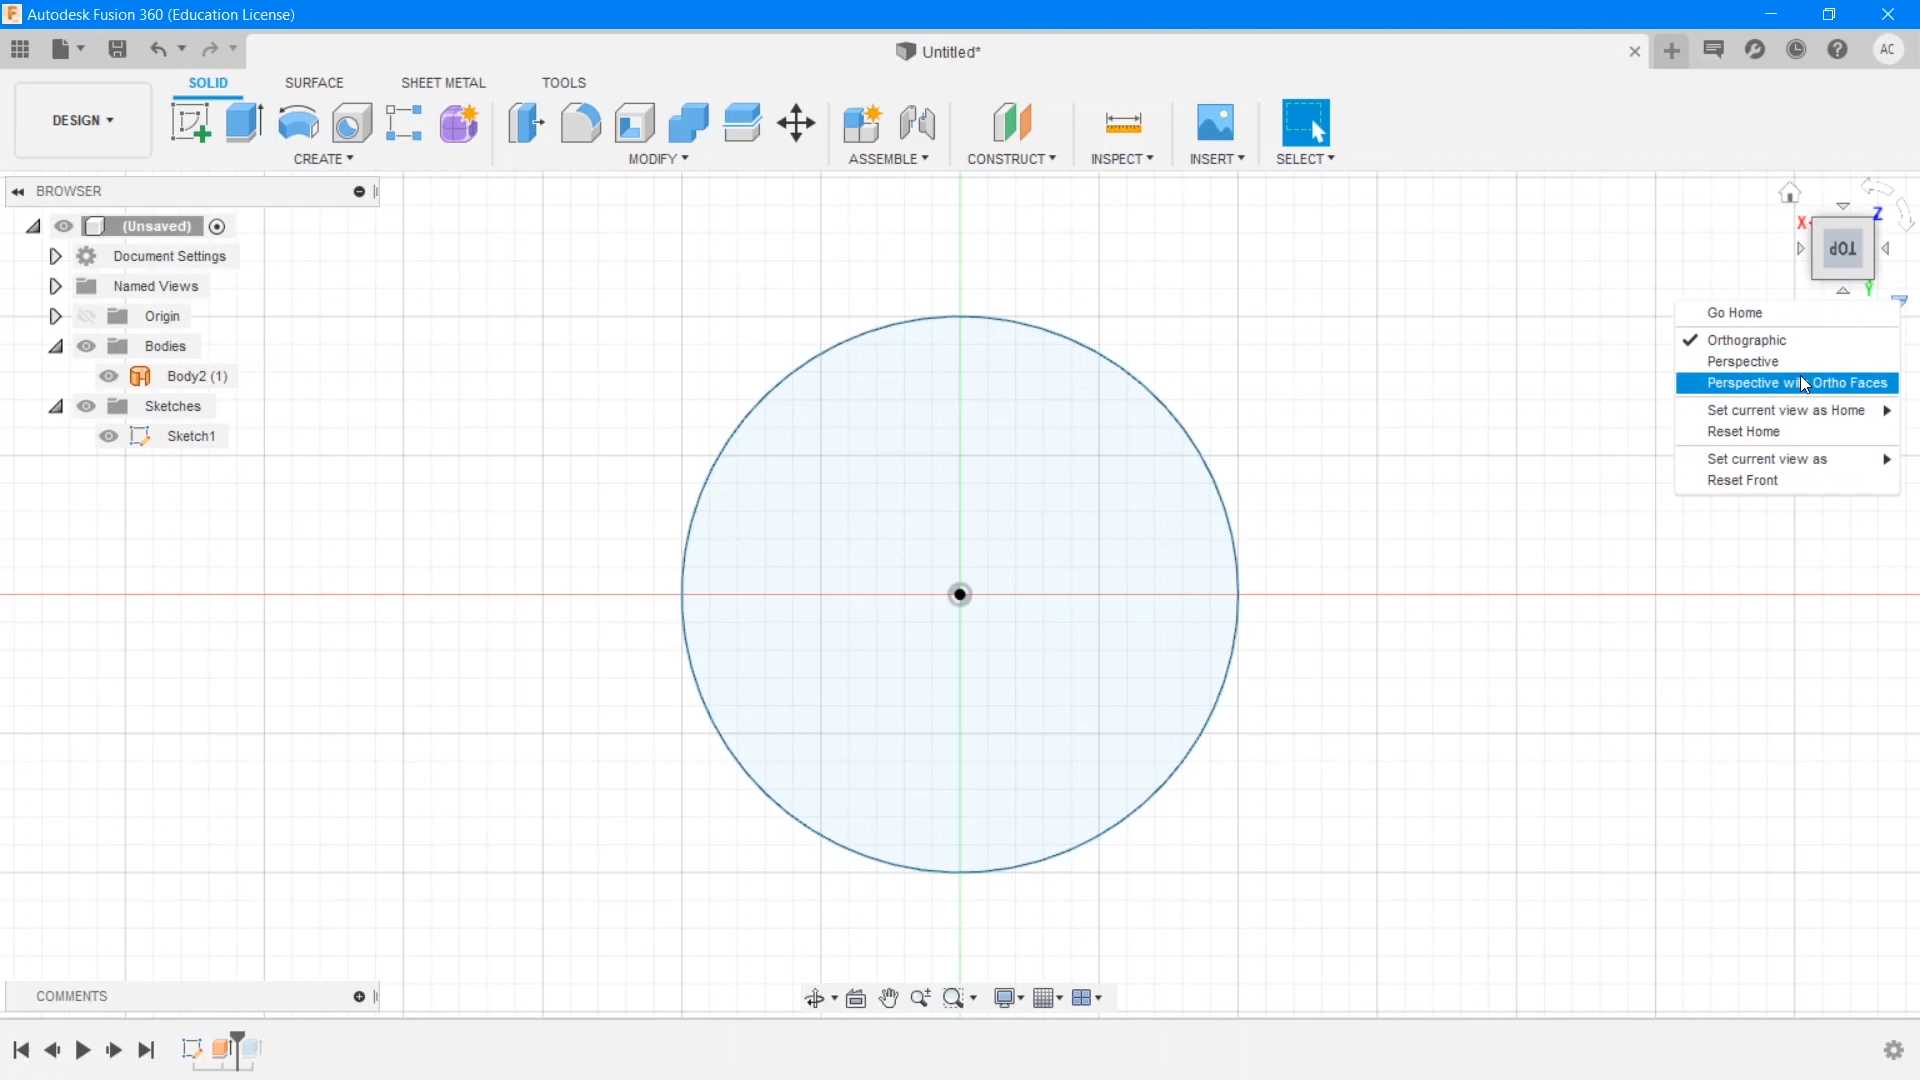 Autodesk Fusion 360 (Education License)
Untitled*
AC
SOLID SURFACE SHEET METAL TOOLS
DESIGN
CREATE MODIFY ASSEMBLE CONSTRUCT INSPECT INSERT SELECT
BROWSER
(Unsaved)
Document Settings
Named Views
Origin
Bodies
Body2 (1)
Sketches
Sketch1
X Z
TOP
Y
Go Home
Orthographic
Perspective
Perspective wi Ortho Faces
Set current view as Home
Reset Home
Set current view as
Reset Front
COMMENTS